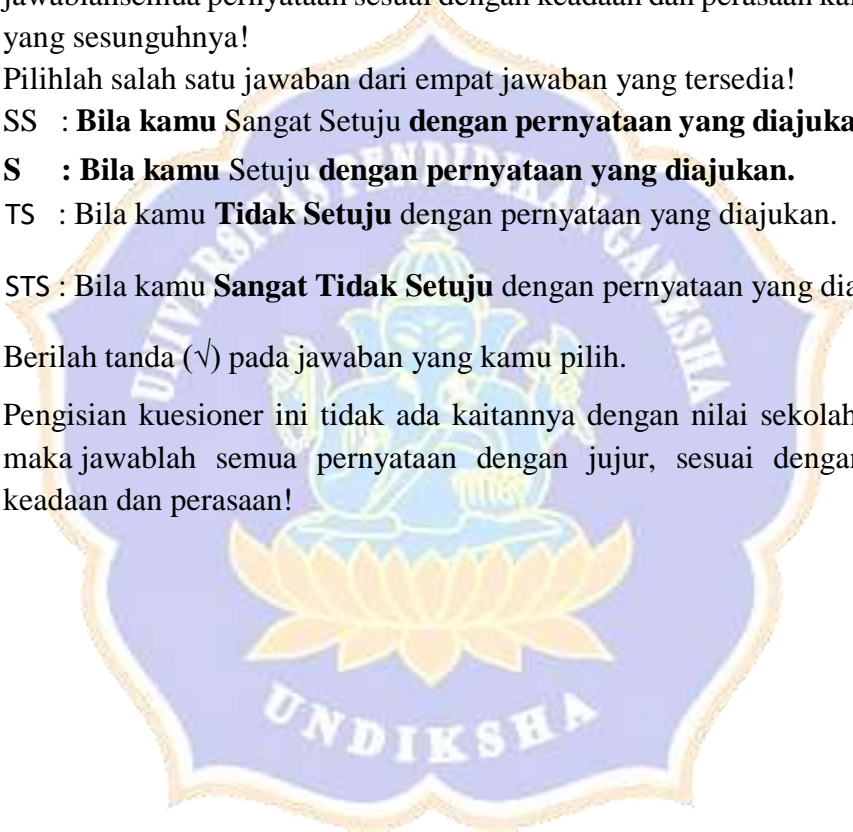 jawablahsemua pernyataan sesuai dengan keadaan dan perasaan
yang sesunguhnya!
Pilihlah salah satu jawaban dari empat jawaban yang tersedia!
SS : Bila kamu Sangat Setuju dengan pernyataan yang diajuka
S : Bila kamu Setuju dengan pernyataan yang diajukan.
TS : Bila kamu Tidak Setuju dengan pernyataan yang diajukan.
STS : Bila kamu Sangat Tidak Setuju dengan pernyataan yang dia
Berilah tanda (√) pada jawaban yang kamu pilih.
Pengisian kuesioner ini tidak ada kaitannya dengan nilai sekolah
maka jawablah semua pernyataan dengan jujur, sesuai dengan
keadaan dan perasaan!
UNIVERSITAS PENDIDIKAN GANESHA
UNDIKSHA